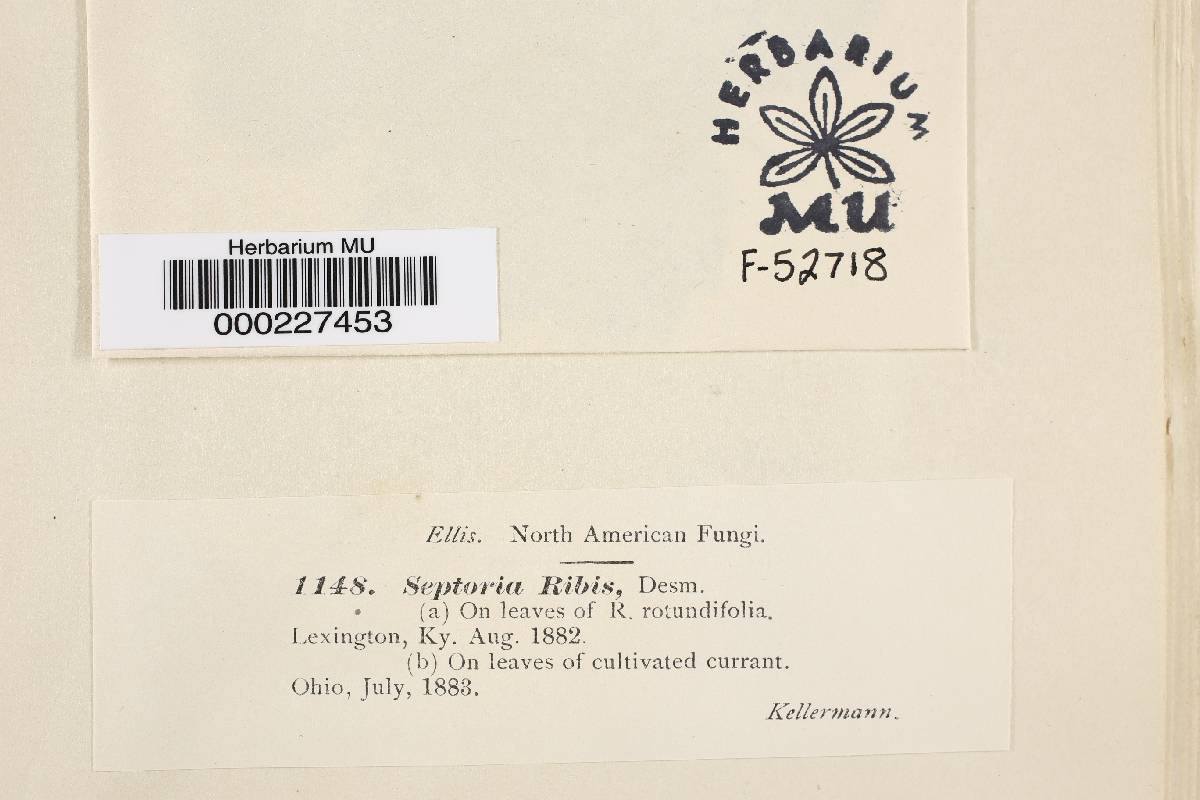 HERBARIUM
MU
F-52718
Herbarium MU
000227453
Ellis. North American Fungi.
1148. Septoria Ribis, Desm.
(a) On leaves of R. rotundifolia.
Lexington, Ky. Aug. 1882.
(b) On leaves of cultivated currant.
Ohio, July, 1883.
Kellermann.